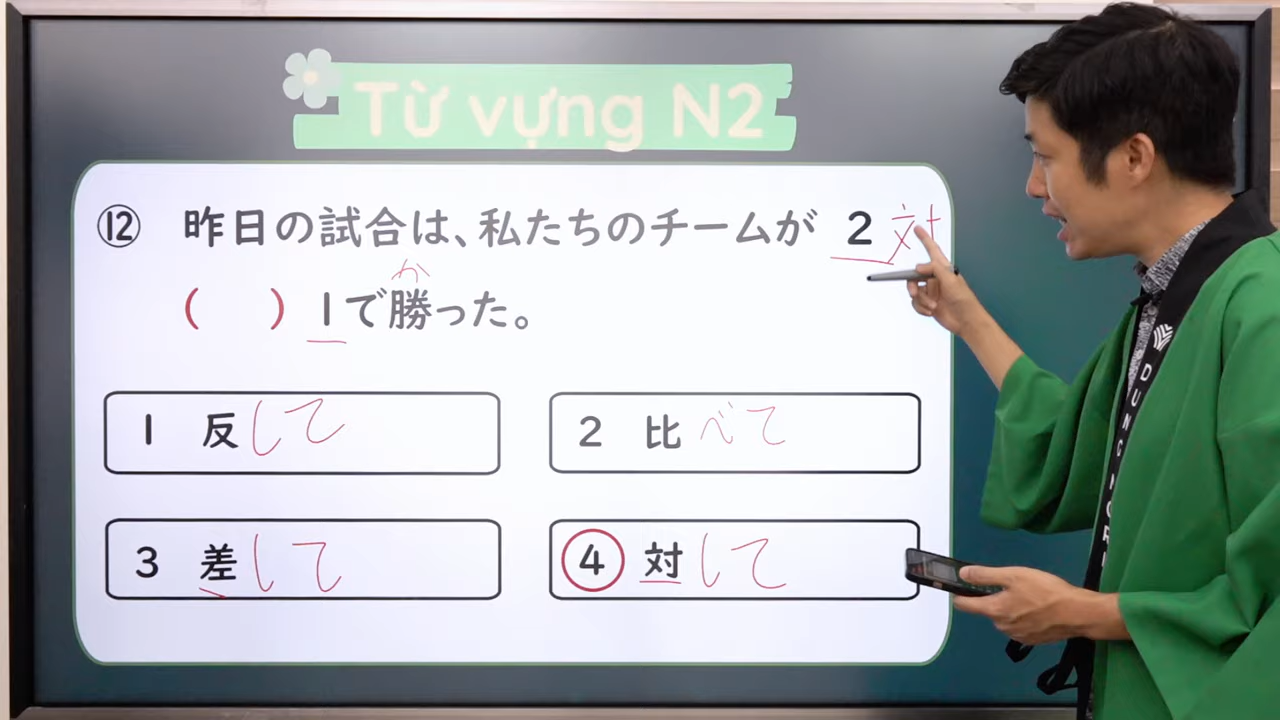 Từ vựng N2
⑫ 昨日の試合は、私たちのチームが 2 対
か
( ) 1で勝った。
1 反して
2 比べて
3 差して
④ 対して
DUNG MORI